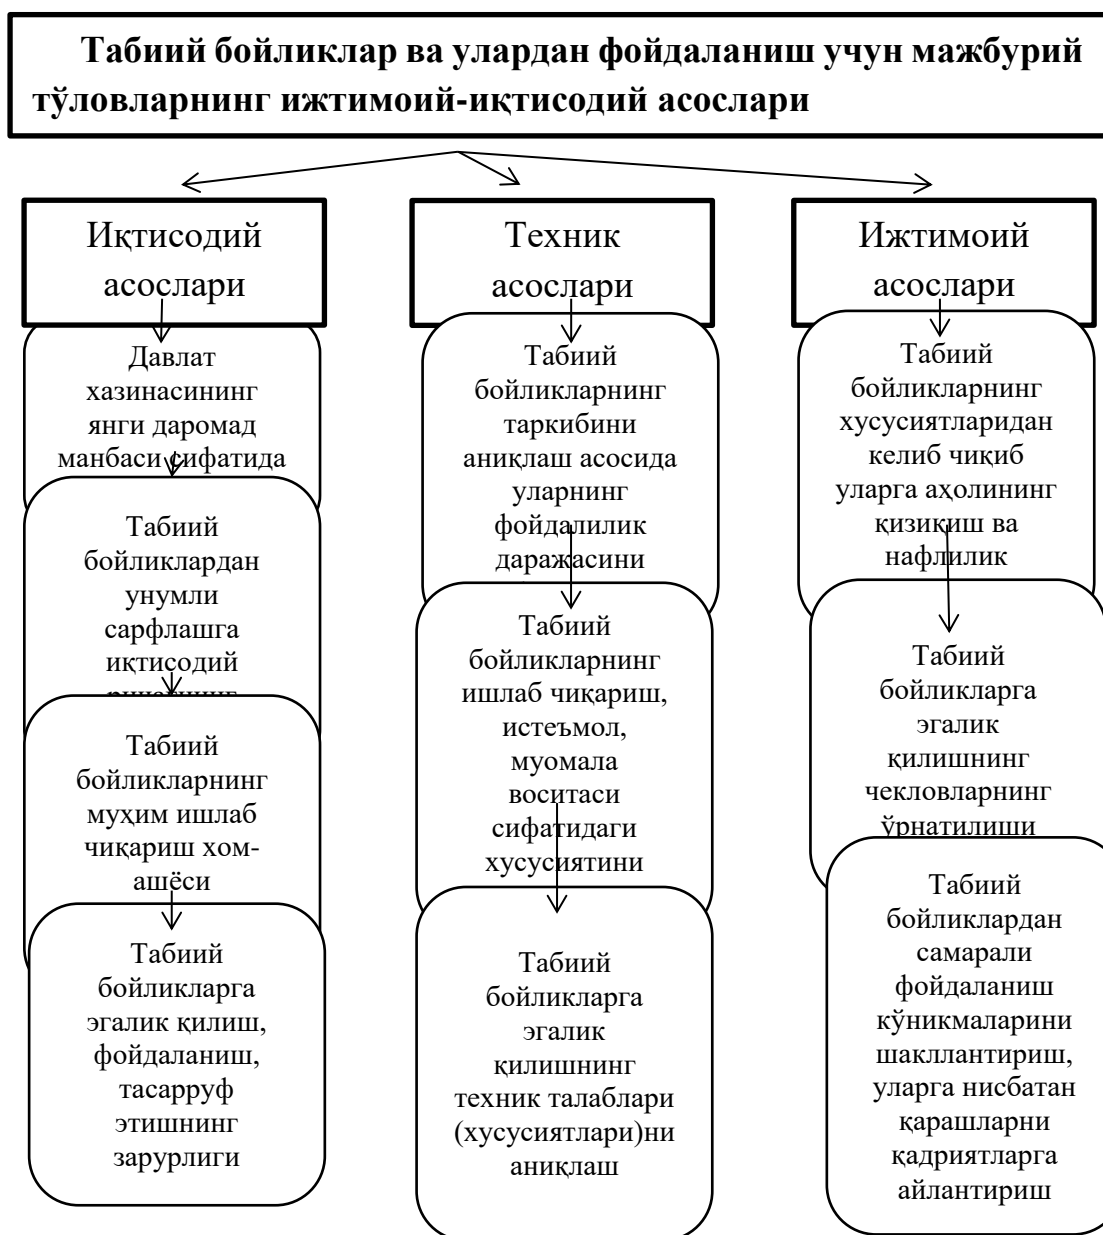 Табиий бойликлар ва улардан фойдаланиш учун мажбурий
тўловларнинг ижтимоий-иқтисодий асослари
Иқтисодий
асослари
Давлат
хазинасининг
янги даромад
манбаси сифатида
Табиий
бойликлардан
унумли
сарфлашга
иқтисодий
Табиий
бойликларнинг
муҳим ишлаб
чиқариш хом-
ашёси
Табиий
бойликларга
эгалик қилиш,
фойдаланиш,
тасарруф
этишнинг
зарурлиги
Техник
асослари
Табиий
бойликларнинг
таркибини
аниқлаш асосида
уларнинг
фойдалилик
даражасини
Табиий
бойликларнинг
ишлаб чиқариш,
истеъмол,
муомала
воситаси
сифатидаги
хусусиятини
Табиий
бойликларга
эгалик
қилишнинг
техник талаблари
(хусусиятлари)ни
аниқлаш
Ижтимоий
асослари
Табиий
бойликларнинг
хусусиятларидан
келиб чиқиб
уларга аҳолининг
қизиқиш ва
нафлилик
Табиий
бойликларга
эгалик
қилишнинг
чекловларнинг
ўрнатилиши
Табиий
бойликлардан
самарали
фойдаланиш
кўникмаларини
шакллантириш,
уларга нисбатан
қарашларни
қадриятларга
айлантириш